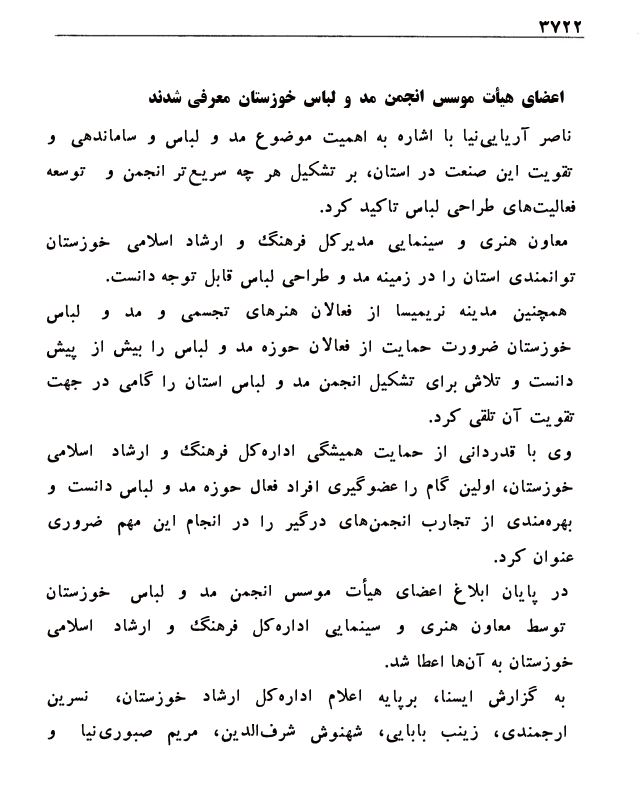 ۳۷۲۲
اعضای هیأت موسس انجمن مد و لباس خوزستان معرفی شدند
ناصر آریایی‌نیا با اشاره به اهمیت موضوع مد و لباس و ساماندهی و
تقویت این صنعت در استان، بر تشکیل هر چه سریع‌تر انجمن و توسعه
فعالیت‌های طراحی لباس تاکید کرد.
معاون هنری و سینمایی مدیرکل فرهنگ و ارشاد اسلامی خوزستان
توانمندی استان را در زمینه مد و طراحی لباس قابل توجه دانست.
همچنین مدینه نریمیسا از فعالان هنرهای تجسمی و مد و لباس
خوزستان ضرورت حمایت از فعالان حوزه مد و لباس را بیش از پیش
دانست و تلاش برای تشکیل انجمن مد و لباس استان را گامی در جهت
تقویت آن تلقی کرد.
وی با قدردانی از حمایت همیشگی اداره‌کل فرهنگ و ارشاد اسلامی
خوزستان، اولین گام را عضوگیری افراد فعال حوزه مد و لباس دانست و
بهره‌مندی از تجارب انجمن‌های درگیر را در انجام این مهم ضروری
عنوان کرد.
در پایان ابلاغ اعضای هیأت موسس انجمن مد و لباس خوزستان
توسط معاون هنری و سینمایی اداره‌کل فرهنگ و ارشاد اسلامی
خوزستان به آن‌ها اعطا شد.
به گزارش ایسنا، برپایه اعلام اداره‌کل ارشاد خوزستان، نسرین
ارجمندی، زینب بابایی، شهنوش شرف‌الدین، مریم صبوری‌نیا و